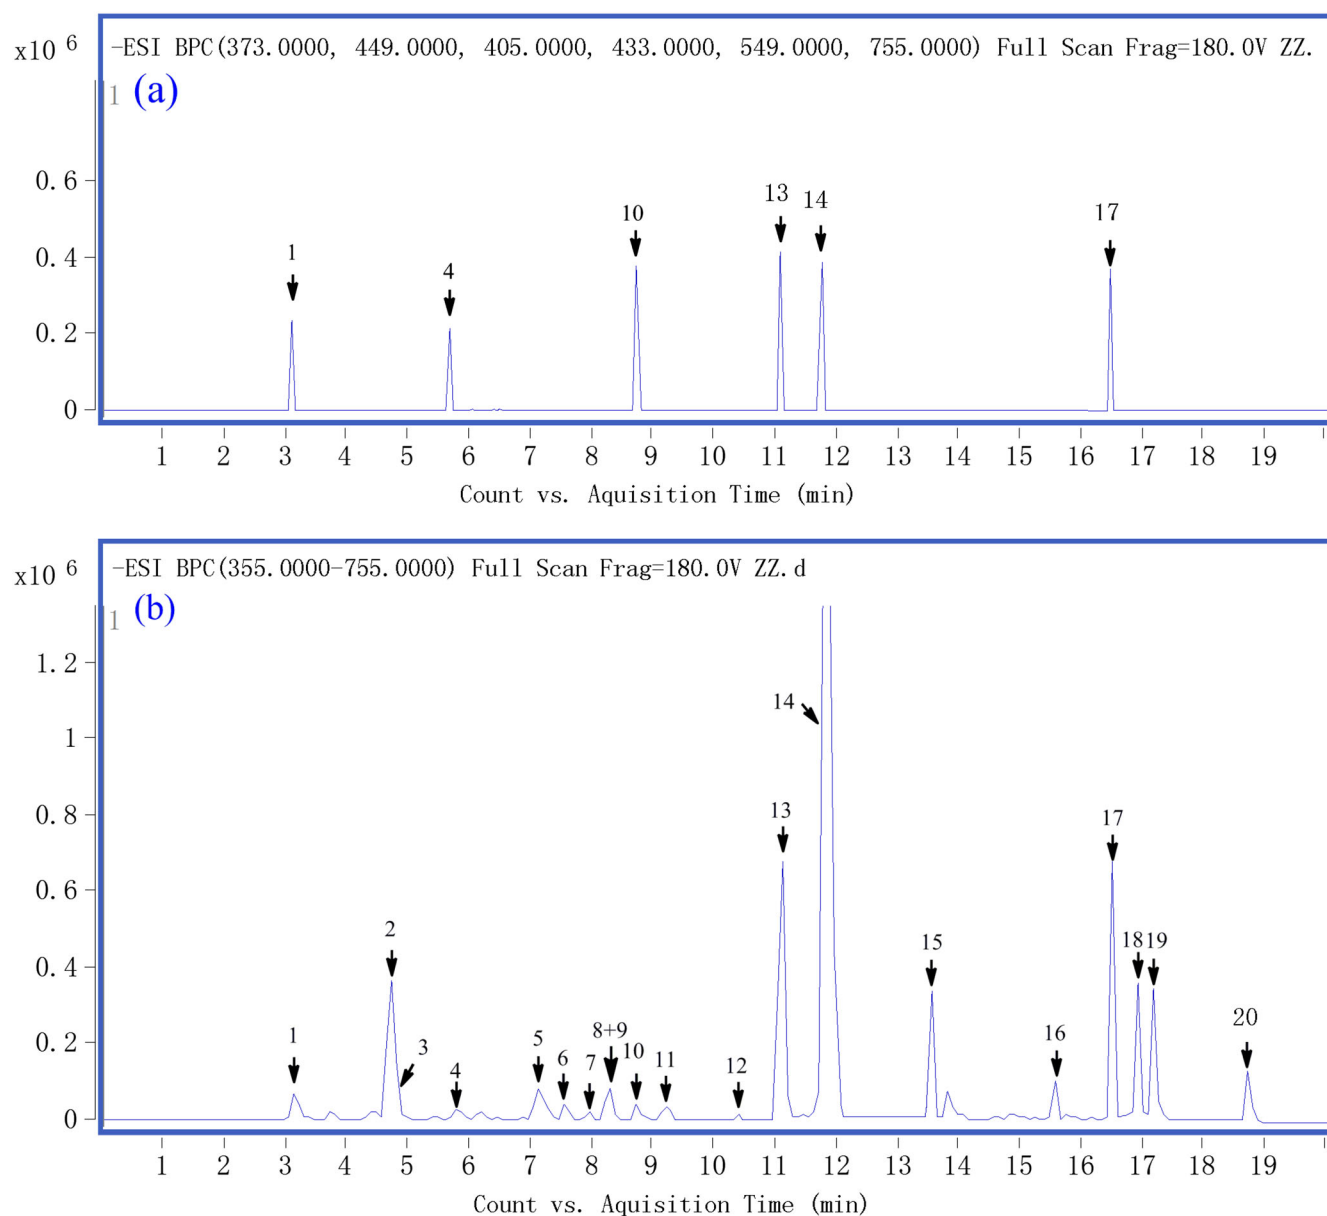 x10 6
-ESI BPC(373.0000, 449.0000, 405.0000, 433.0000, 549.0000, 755.0000) Full Scan Frag=180.0V ZZ.
1 (a)
0.6
0.4
0.2
0
1 4 10 13 14 17
1 2 3 4 5 6 7 8 9 10 11 12 13 14 15 16 17 18 19
Count vs. Aquisition Time (min)
x10 6
-ESI BPC(355.0000-755.0000) Full Scan Frag=180.0V ZZ.d
1 (b)
1.2
1
0.8
0.6
0.4
0.2
0
1 2 3 4 5 6 7 8+9 10 11 12 13 14 15 16 17 18 19 20
1 2 3 4 5 6 7 8 9 10 11 12 13 14 15 16 17 18 19
Count vs. Aquisition Time (min)